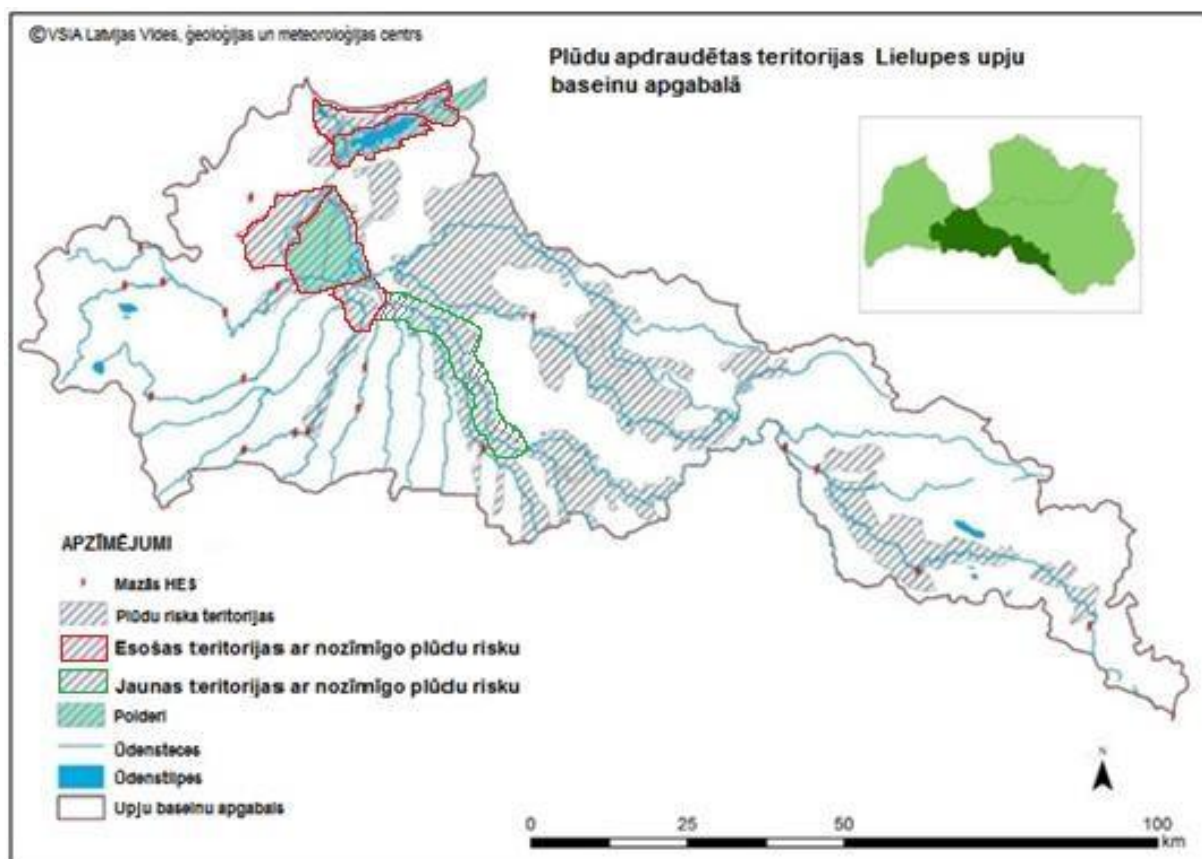 ©VSIA Latvijas Vides, ģeoloģijas un meteoroloģijas centrs
Plūdu apdraudētas teritorijas Lielupes upju
baseinu apgabalā
APZĪMĒJUMI
Mazās HES
Plūdu riska teritorijas
Esošas teritorijas ar nozīmīgo plūdu risku
Jaunas teritorijas ar nozīmīgo plūdu risku
Polderi
Ūdensteces
Ūdenstilpes
Upju baseinu apgabals
N
0 25 50 100
km